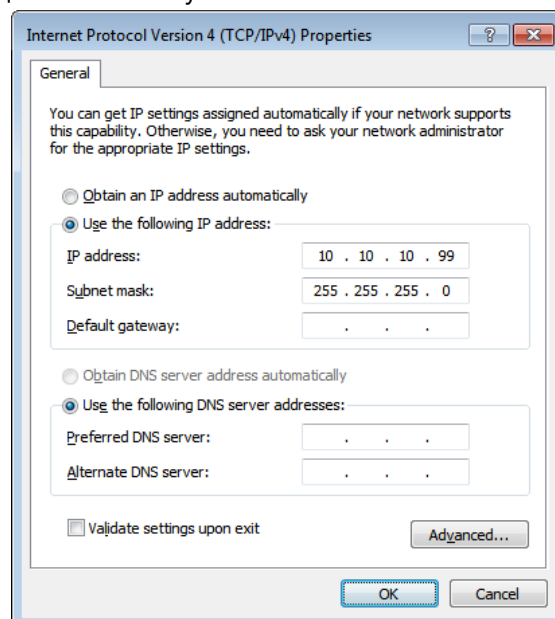 Internet Protocol Version 4 (TCP/IPv4) Properties
General
You can get IP settings assigned automatically if your network supports
this capability. Otherwise, you need to ask your network administrator
for the appropriate IP settings.
Obtain an IP address automatically
Use the following IP address:
IP address: 10 . 10 . 10 . 99
Subnet mask: 255 . 255 . 255 . 0
Default gateway: . . .
Obtain DNS server address automatically
Use the following DNS server addresses:
Preferred DNS server: . . .
Alternate DNS server: . . .
Validate settings upon exit
Advanced...
OK Cancel